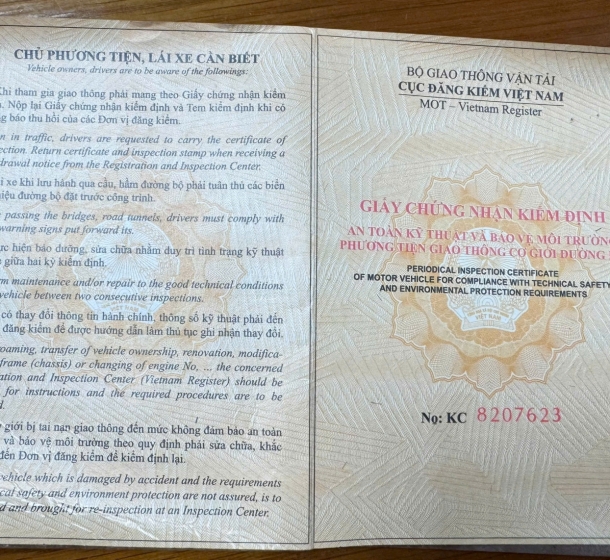 CHỦ PHƯƠNG TIỆN, LÁI XE CẦN BIẾT
Vehicle owners, drivers are to be aware of the followings:
Khi tham gia giao thông phải mang theo Giấy chứng nhận kiểm
Nộp lại Giấy chứng nhận kiểm định và Tem kiểm định khi có
báo thu hồi của các Đơn vị đăng kiểm.
in traffic, drivers are requested to carry the certificate of
Return certificate and inspection stamp when receiving a
notice from the Registration and Inspection Center.
xe khi lưu hành qua cầu, hầm đường bộ phải tuân thủ các biển
hiệu đường bộ đặt trước công trình.
passing the bridges, road tunnels, drivers must comply with
warning signs put forward its.
hiện bảo dưỡng, sửa chữa nhằm duy trì tình trạng kỹ thuật
giữa hai kỳ kiểm định.
maintenance and/or repair to the good technical conditions
vehicle between two consecutive inspections.
có thay đổi thông tin hành chính, thông số kỹ thuật phải đến
đăng kiểm để được hướng dẫn làm thủ tục ghi nhận thay đổi.
transfer of vehicle ownership, renovation, modifica-
frame (chassis) or changing of engine No, ... the concerned
and Inspection Center (Vietnam Register) should be
for instructions and the required procedures are to be
giới bị tai nạn giao thông đến mức không đảm bảo an toàn
và bảo vệ môi trường theo quy định phải sửa chữa, khắc
đến Đơn vị đăng kiểm để kiểm định lại.
vehicle which is damaged by accident and the requirements
safety and environment protection are not assured, is to
and brought for re-inspection at an Inspection Center.
BỘ GIAO THÔNG VẬN TẢI
CỤC ĐĂNG KIỂM VIỆT NAM
MOT – Vietnam Register
GIẤY CHỨNG NHẬN KIỂM ĐỊNH
AN TOÀN KỸ THUẬT VÀ BẢO VỆ MÔI TRƯỜNG
PHƯƠNG TIỆN GIAO THÔNG CƠ GIỚI ĐƯỜNG
PERIODICAL INSPECTION CERTIFICATE
OF MOTOR VEHICLE FOR COMPLIANCE WITH TECHNICAL SAFETY
AND ENVIRONMENTAL PROTECTION REQUIREMENTS
No: KC 8207623